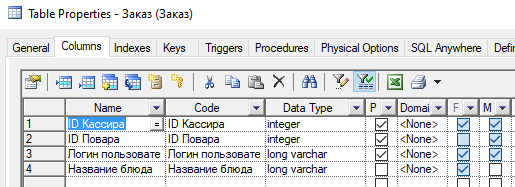 Table Properties - Заказ (Заказ)
General Columns Indexes Keys Triggers Procedures Physical Options SQL Anywhere Defin
Name Code Data Type P Domai F M
1 ID Кассира = ID Кассира integer <None>
2 ID Повара ID Повара integer <None>
3 Логин пользовате Логин пользовате long varchar <None>
4 Название блюда Название блюда long varchar <None>